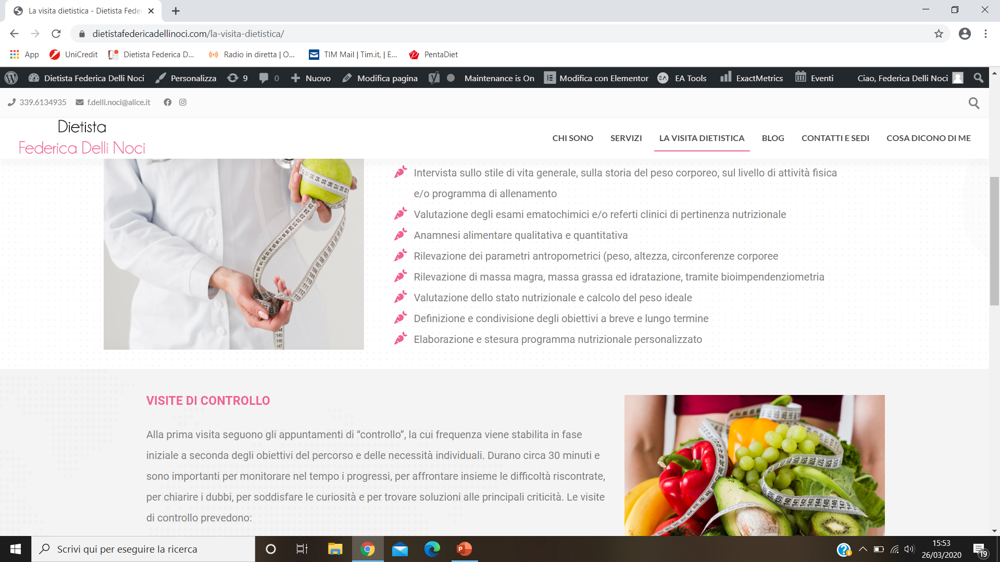 La visita dietistica - Dietista Feder
dietistafedericadellinoci.com/la-visita-dietistica/
App UniCredit Dietista Federica D... Radio in diretta | O... TIM Mail | Tim.it, | E... PentaDiet
Dietista Federica Delli Noci Personalizza 9 0 Nuovo Modifica pagina Maintenance is On Modifica con Elementor EA EA Tools ExactMetrics Eventi Ciao, Federica Delli Noci
339.6134935 f.delli.noci@alice.it
Dietista
Federica Delli Noci
CHI SONO SERVIZI LA VISITA DIETISTICA BLOG CONTATTI E SEDI COSA DICONO DI ME
Intervista sullo stile di vita generale, sulla storia del peso corporeo, sul livello di attività fisica
e/o programma di allenamento
Valutazione degli esami ematochimici e/o referti clinici di pertinenza nutrizionale
Anamnesi alimentare qualitativa e quantitativa
Rilevazione dei parametri antropometrici (peso, altezza, circonferenze corporee
Rilevazione di massa magra, massa grassa ed idratazione, tramite bioimpendenziometria
Valutazione dello stato nutrizionale e calcolo del peso ideale
Definizione e condivisione degli obiettivi a breve e lungo termine
Elaborazione e stesura programma nutrizionale personalizzato
VISITE DI CONTROLLO
Alla prima visita seguono gli appuntamenti di “controllo”, la cui frequenza viene stabilita in fase
iniziale a seconda degli obiettivi del percorso e delle necessità individuali. Durano circa 30 minuti e
sono importanti per monitorare nel tempo i progressi, per affrontare insieme le difficoltà riscontrate,
per chiarire i dubbi, per soddisfare le curiosità e per trovare soluzioni alle principali criticità. Le visite
di controllo prevedono:
Scrivi qui per eseguire la ricerca
15:53
26/03/2020
19